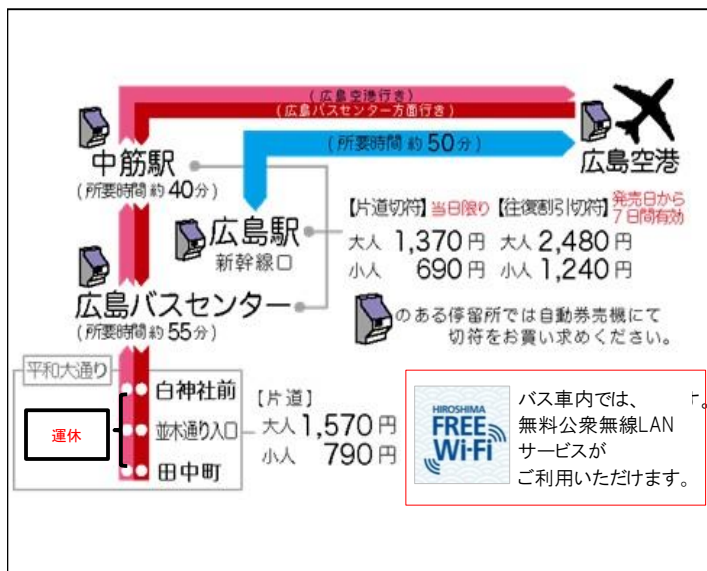 (広島空港行き)
(広島バスセンター方面行き)
(所要時間 約50分)
中筋駅
(所要時間 約40分)
広島空港
広島駅
新幹線口
【片道切符】当日限り
大人 1,370円
小人 690円
【往復割引切符】発売日から
7日間有効
大人 2,480円
小人 1,240円
広島バスセンター
(所要時間 約55分)
のある停留所では自動券売機にて
切符をお買い求めください。
平和大通り
白神社前
並木通り入口
田中町
運休
【片道】
大人 1,570円
小人 790円
HIROSHIMA
FREE
Wi-Fi
バス車内では、
無料公衆無線LAN
サービスが
ご利用いただけます。